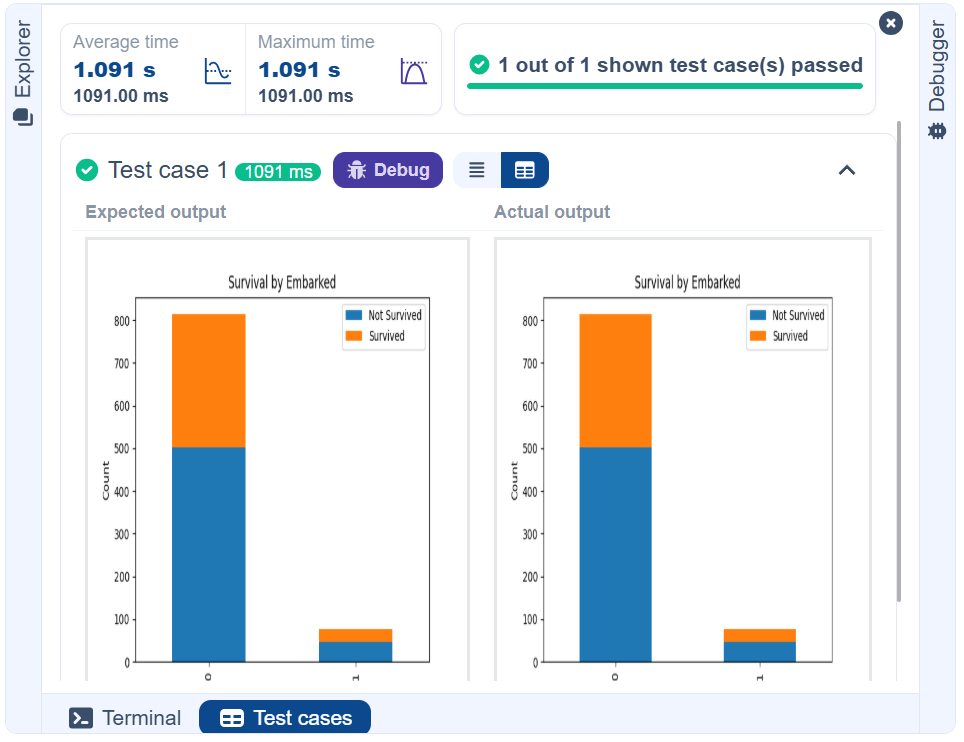 Explorer
Average time
1.091 s
1091.00 ms
Maximum time
1.091 s
1091.00 ms
1 out of 1 shown test case(s) passed
Debugger
Test case 1 1091 ms Debug
Expected output
Survival by Embarked
Not Survived
Survived
800
700
600
500
400
300
200
100
0
Count
0 1
Actual output
Survival by Embarked
Not Survived
Survived
800
700
600
500
400
300
200
100
0
Count
0 1
Terminal Test cases